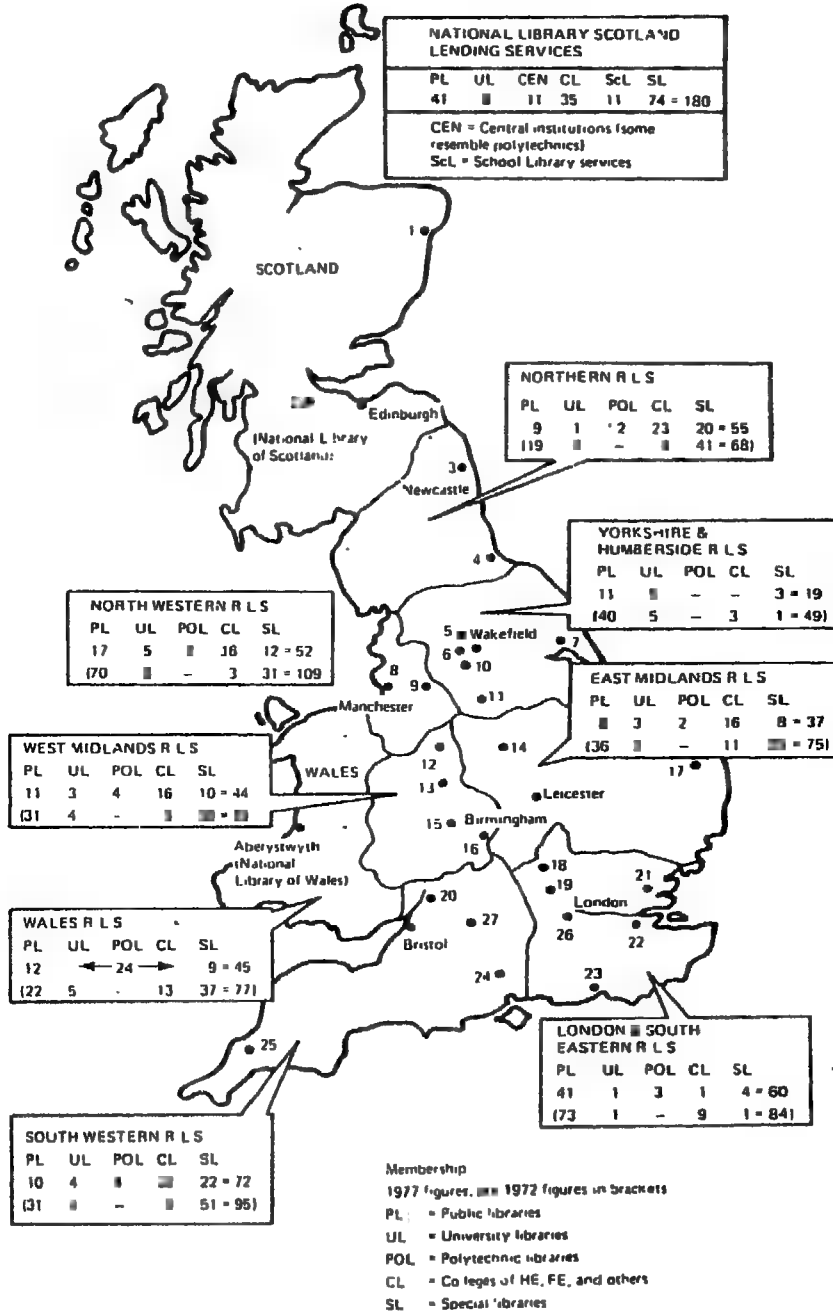 NATIONAL LIBRARY SCOTLAND
LENDING SERVICES
PL UL CEN CL ScL SL
41 11 35 11 74 = 180
CEN = Central institutions (some
resemble polytechnics)
ScL = School Library services
1
SCOTLAND
Edinburgh
(National Library
of Scotland)
NORTHERN R L S
PL UL POL CL SL
9 1 2 23 20 = 55
(19 – 41 = 68)
3
Newcastle
4
YORKSHIRE &
HUMBERSIDE R L S
PL UL POL CL SL
11 – – 3 = 19
(40 5 – 3 1 = 49)
NORTH WESTERN R L S
PL UL POL CL SL
17 5 16 12 = 52
(70 – 3 31 = 109)
5 Wakefield
6
7
10
8
9
Manchester
11
EAST MIDLANDS R L S
PL UL POL CL SL
3 2 16 8 = 37
(36 – 11 = 75)
WEST MIDLANDS R L S
PL UL POL CL SL
11 3 4 16 10 = 44
(31 4 -
WALES
12
14
13
17
Leicester
15
Birmingham
16
Aberystwyth
(National
Library of Wales)
18
19
21
20
London
26
22
27
Bristol
24
23
WALES R L S
PL UL POL CL SL
12 ← 24 → 9 = 45
(22 5 - 13 37 = 77)
25
LONDON SOUTH
EASTERN R L S
PL UL POL CL SL
41 1 3 1 4 = 60
(73 1 – 9 1 = 84)
SOUTH WESTERN R L S
PL UL POL CL SL
10 4 22 = 72
(31 – 51 = 95)
Membership
1977 figures, 1972 figures in brackets
PL = Public libraries
UL = University libraries
POL = Polytechnic libraries
CL = Colleges of HE, FE, and others
SL = Special libraries